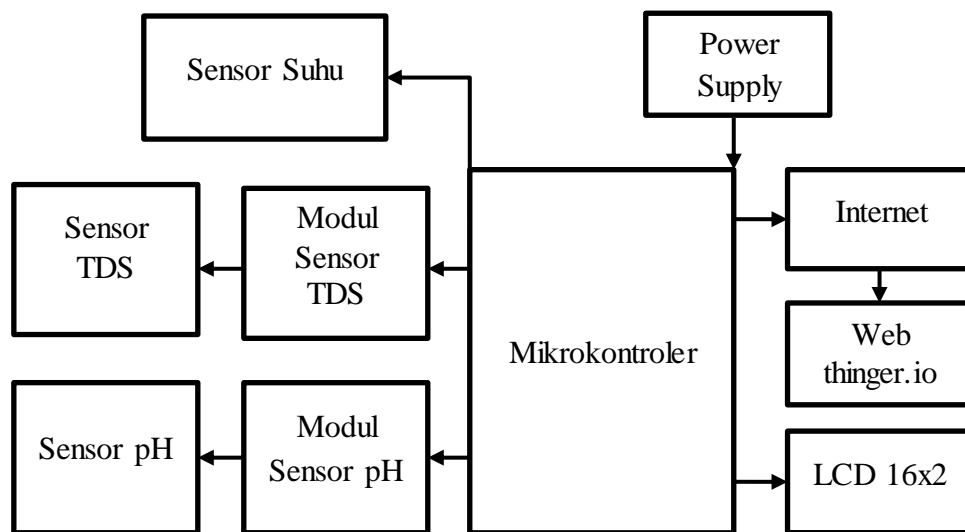 Sensor Suhu
Power
Supply
Sensor
TDS
Modul
Sensor
TDS
Mikrokontroler
Internet
Web
thinger.io
Sensor pH
Modul
Sensor pH
LCD 16x2